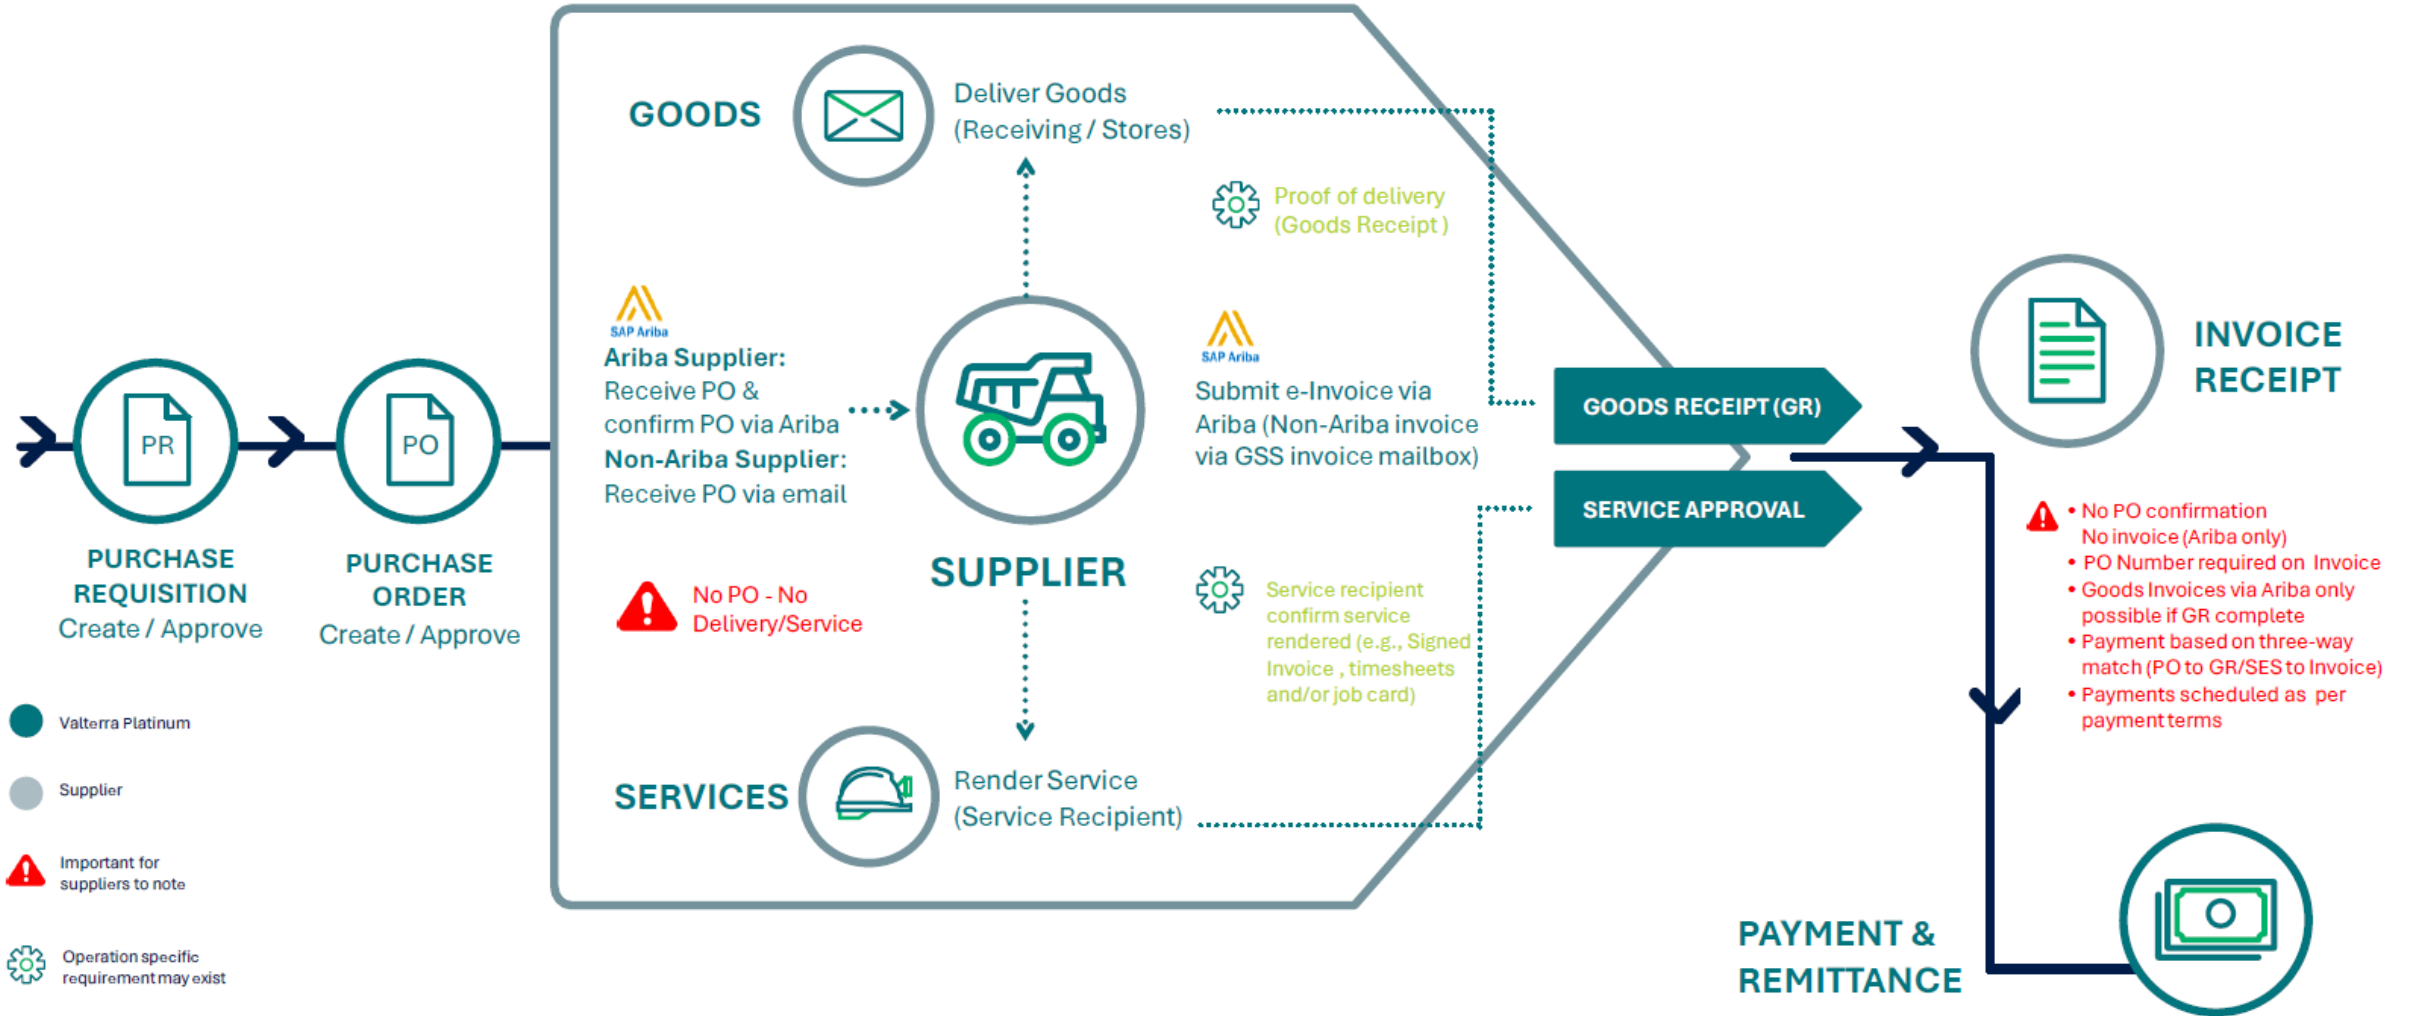 PR
PURCHASE
REQUISITION
Create / Approve
PO
PURCHASE
ORDER
Create / Approve
Valterra Platinum
Supplier
Important for
suppliers to note
Operation specific
requirement may exist
GOODS
Deliver Goods
(Receiving / Stores)
Proof of delivery
(Goods Receipt )
SAP Ariba
Ariba Supplier:
Receive PO &
confirm PO via Ariba
Non-Ariba Supplier:
Receive PO via email
No PO - No
Delivery/Service
SUPPLIER
SAP Ariba
Submit e-Invoice via
Ariba (Non-Ariba invoice
via GSS invoice mailbox)
Service recipient
confirm service
rendered (e.g., Signed
Invoice , timesheets
and/or job card)
SERVICES
Render Service
(Service Recipient)
GOODS RECEIPT (GR)
SERVICE APPROVAL
INVOICE
RECEIPT
• No PO confirmation
No invoice (Ariba only)
• PO Number required on Invoice
• Goods Invoices via Ariba only
possible if GR complete
• Payment based on three-way
match (PO to GR/SES to Invoice)
• Payments scheduled as per
payment terms
PAYMENT &
REMITTANCE